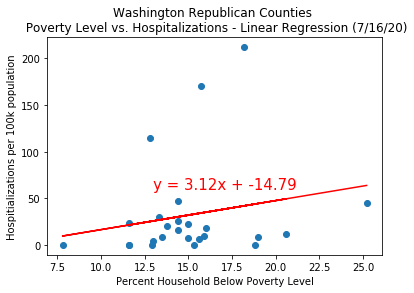 Washington Republican Counties
Poverty Level vs. Hospitalizations - Linear Regression (7/16/20)
Hospitializations per 100k population
200
150
100
50
0
y = 3.12x + -14.79
7.5 10.0 12.5 15.0 17.5 20.0 22.5 25.0
Percent Household Below Poverty Level